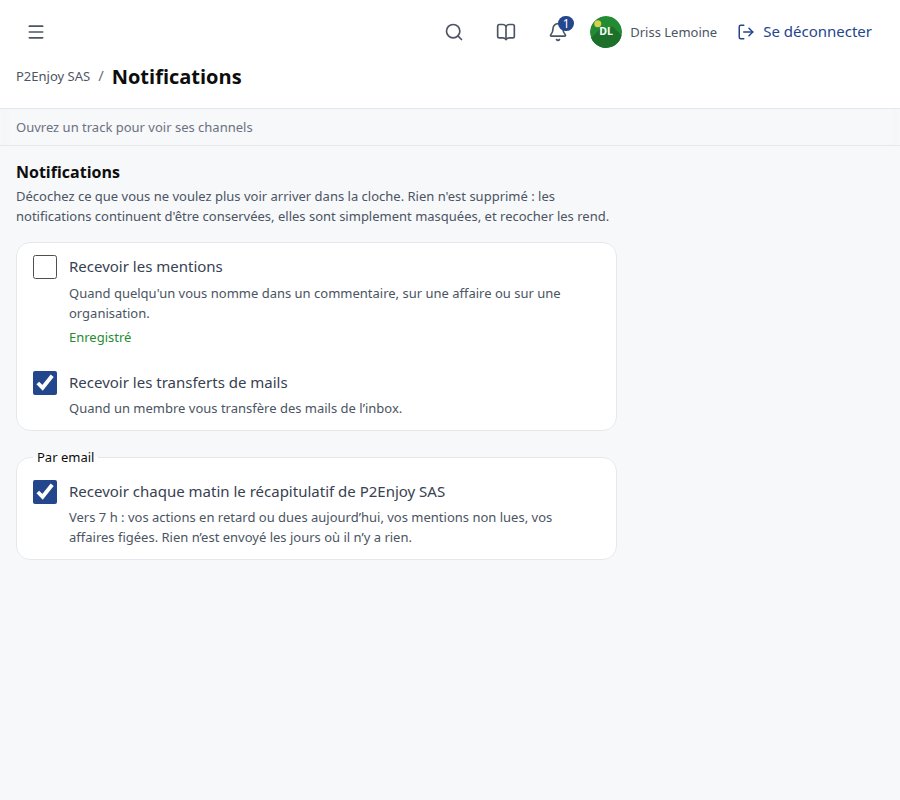 1
DL
Driss Lemoine
Se déconnecter
P2Enjoy SAS / Notifications
Ouvrez un track pour voir ses channels
Notifications
Décochez ce que vous ne voulez plus voir arriver dans la cloche. Rien n'est supprimé : les
notifications continuent d'être conservées, elles sont simplement masquées, et recocher les rend.
Recevoir les mentions
Quand quelqu'un vous nomme dans un commentaire, sur une affaire ou sur une
organisation.
Enregistré
Recevoir les transferts de mails
Quand un membre vous transfère des mails de l’inbox.
Par email
Recevoir chaque matin le récapitulatif de P2Enjoy SAS
Vers 7 h : vos actions en retard ou dues aujourd’hui, vos mentions non lues, vos
affaires figées. Rien n’est envoyé les jours où il n’y a rien.